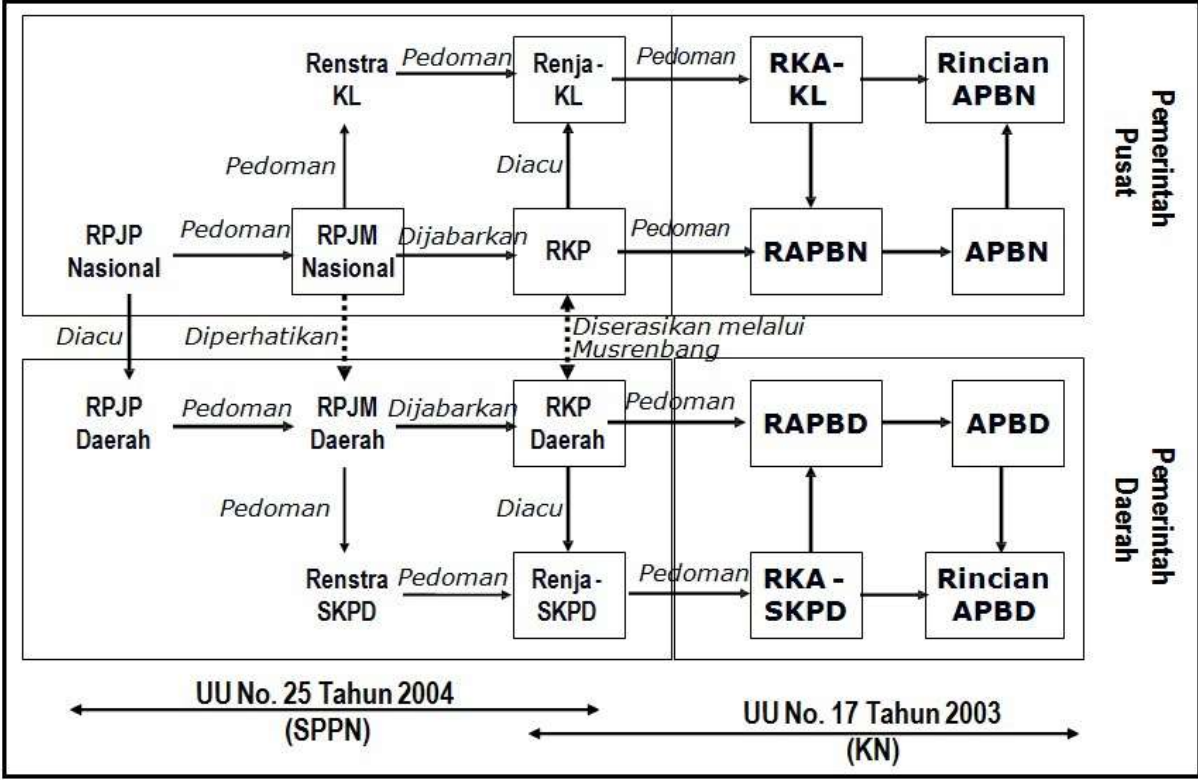 Renstra
KL
Pedoman
Renja-
KL
Pedoman
RKA-
KL
Rincian
APBN
Pedoman
Diacu
RPJP
Nasional
Pedoman
RPJM
Nasional
Dijabarkan
RKP
Pedoman
RAPBN
APBN
Pemerintah
Pusat
Diacu
Diperhatikan
Diserasikan melalui
Musrenbang
RPJP
Daerah
Pedoman
RPJM
Daerah
Dijabarkan
RKP
Daerah
Pedoman
RAPBD
APBD
Pedoman
Diacu
Renstra
SKPD
Pedoman
Renja-
SKPD
Pedoman
RKA -
SKPD
Rincian
APBD
Pemerintah
Daerah
UU No. 25 Tahun 2004
(SPPN)
UU No. 17 Tahun 2003
(KN)